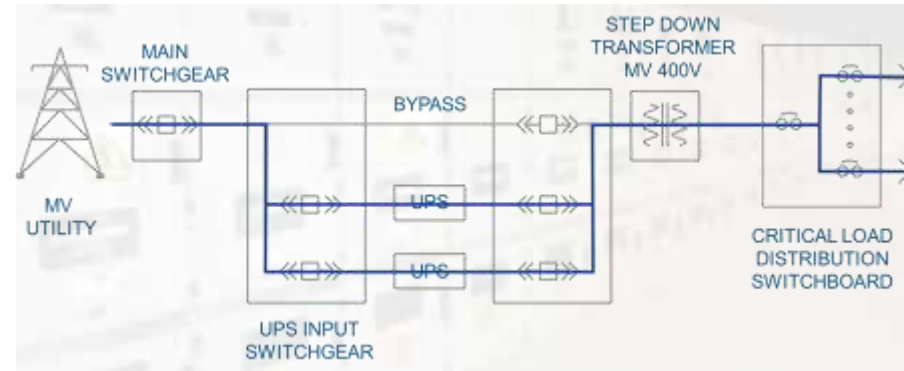 MV
UTILITY
MAIN
SWITCHGEAR
UPS INPUT
SWITCHGEAR
BYPASS
UPS
UPS
STEP DOWN
TRANSFORMER
MV 400V
CRITICAL LOAD
DISTRIBUTION
SWITCHBOARD